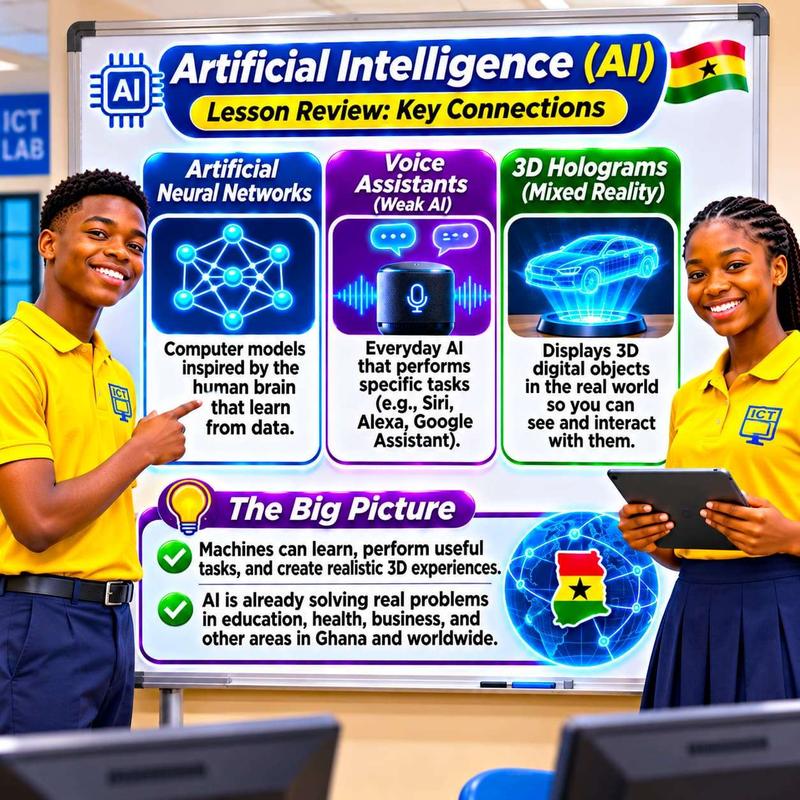 ICT
LAB
AI
Artificial Intelligence (AI)
Lesson Review: Key Connections
Artificial
Neural Networks
Computer models
inspired by the
human brain
that learn
from data.
Voice
Assistants
(Weak AI)
Everyday AI
that performs
specific tasks
(e.g., Siri,
Alexa, Google
Assistant).
3D Holograms
(Mixed Reality)
Displays 3D
digital objects
in the real world
so you can
see and interact
with them.
ICT
ICT
The Big Picture
Machines can learn, perform useful
tasks, and create realistic 3D experiences.
AI is already solving real problems
in education, health, business, and
other areas in Ghana and worldwide.